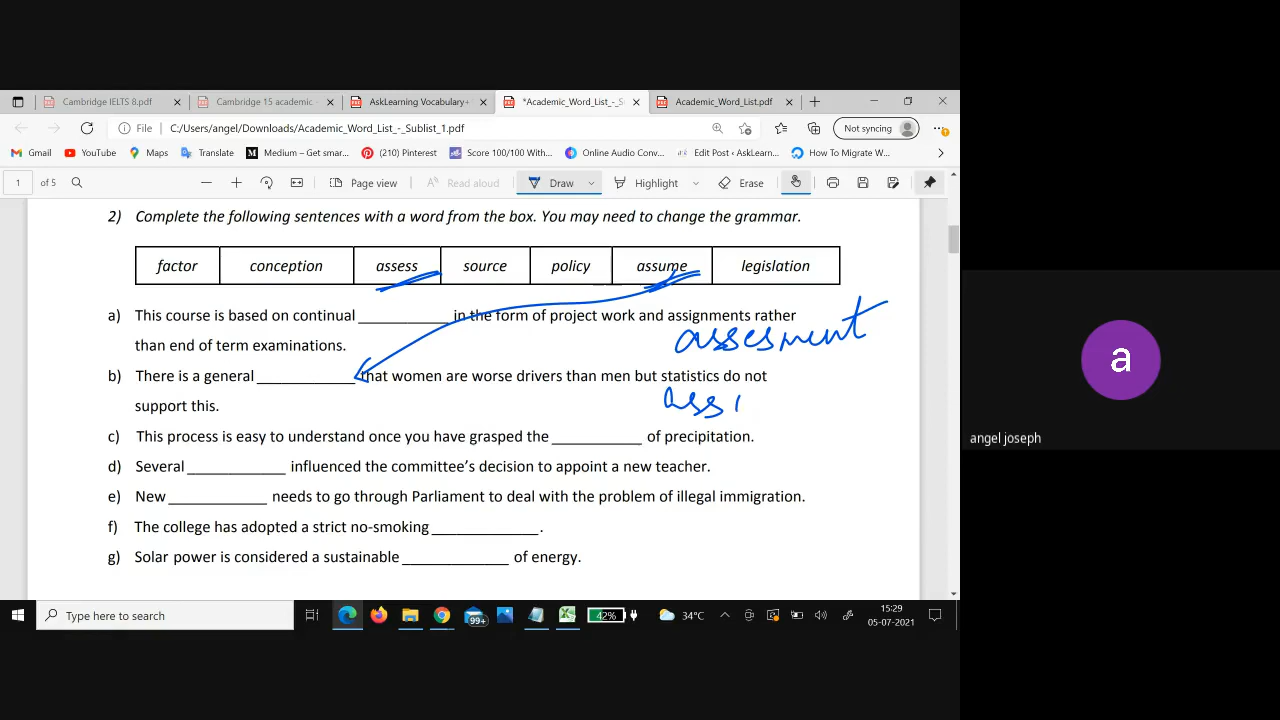 Cambridge IELTS 8.pdf
Cambridge 15 academic -
AskLearning Vocabulary+
*Academic_Word_List_-_S
Academic_Word_List.pdf
File
C:/Users/angel/Downloads/Academic_Word_List_-_Sublist_1.pdf
Not syncing
Gmail
YouTube
Maps
Translate
Medium – Get smar...
(210) Pinterest
Score 100/100 With...
Online Audio Conv...
Edit Post ‹ AskLearn...
How To Migrate W...
1 of 5
Page view
Read aloud
Draw
Highlight
Erase
2) Complete the following sentences with a word from the box. You may need to change the grammar.
factor conception assess source policy assume legislation
a) This course is based on continual ___________ in the form of project work and assignments rather
than end of term examinations.
assesment
b) There is a general ____________ that women are worse drivers than men but statistics do not
support this.
ass
c) This process is easy to understand once you have grasped the ___________ of precipitation.
d) Several ____________ influenced the committee's decision to appoint a new teacher.
e) New ____________ needs to go through Parliament to deal with the problem of illegal immigration.
f) The college has adopted a strict no-smoking _____________.
g) Solar power is considered a sustainable _____________ of energy.
a
angel joseph
Type here to search
99+
42%
34°C
15:29
05-07-2021